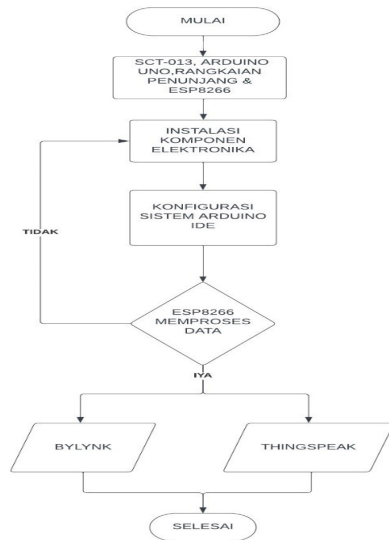 MULAI
SCT-013, ARDUINO
UNO,RANGKAIAN
PENUNJANG &
ESP8266
INSTALASI
KOMPONEN
ELEKTRONIKA
KONFIGURASI
SISTEM ARDUINO
IDE
TIDAK
ESP8266
MEMPROSES
DATA
IYA
BYLYNK
THINGSPEAK
SELESAI